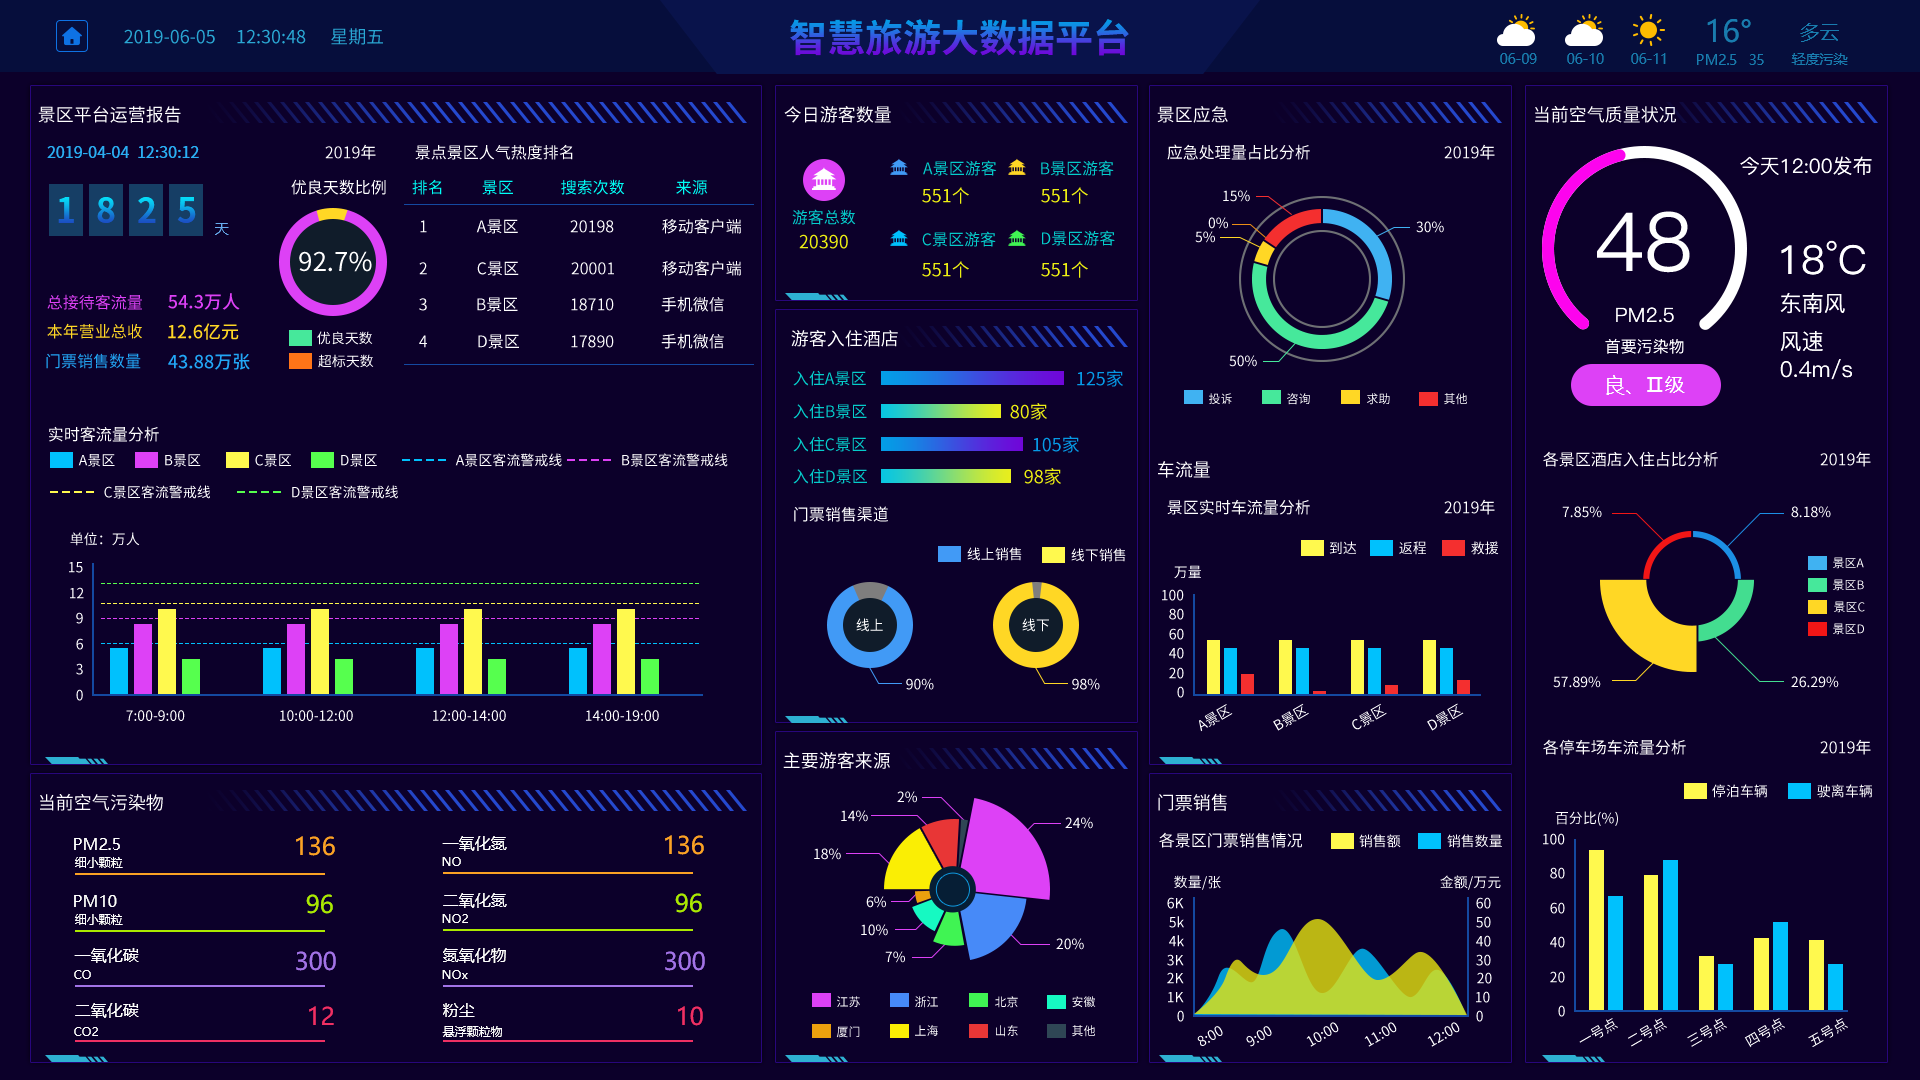 2019-06-05 12:30:48 星期五
智慧旅游大数据平台
06-09 06-10 06-11
16° 多云
PM2.5 35 轻度污染
景区平台运营报告
2019-04-04 12:30:12
1 8 2 5 天
总接待客流量 54.3万人
本年营业总收 12.6亿元
门票销售数量 43.88万张
2019年
优良天数比例
92.7%
优良天数
超标天数
景点景区人气热度排名
排名 景区 搜索次数 来源
1 A景区 20198 移动客户端
2 C景区 20001 移动客户端
3 B景区 18710 手机微信
4 D景区 17890 手机微信
实时客流量分析
A景区 B景区 C景区 D景区 A景区客流警戒线 B景区客流警戒线
C景区客流警戒线 D景区客流警戒线
单位：万人
15
12
9
6
3
0
7:00-9:00 10:00-12:00 12:00-14:00 14:00-19:00
当前空气污染物
PM2.5 136
细小颗粒
PM10 96
细小颗粒
一氧化碳 300
CO
二氧化碳 12
CO2
一氧化氮 136
NO
二氧化氮 96
NO2
氮氧化物 300
NOx
粉尘 10
悬浮颗粒物
今日游客数量
游客总数
20390
A景区游客
551个
B景区游客
551个
C景区游客
551个
D景区游客
551个
游客入住酒店
入住A景区 125家
入住B景区 80家
入住C景区 105家
入住D景区 98家
门票销售渠道
线上销售 线下销售
线上 线下
90% 98%
主要游客来源
2%
14%
24%
18%
6%
10%
7%
20%
江苏 浙江 北京 安徽
厦门 上海 山东 其他
景区应急
应急处理量占比分析 2019年
15%
0%
5%
30%
50%
投诉 咨询 求助 其他
车流量
景区实时车流量分析 2019年
到达 返程 救援
万量
100
80
60
40
20
0
A景区 B景区 C景区 D景区
门票销售
各景区门票销售情况 销售额 销售数量
数量/张 金额/万元
6K 60
5k 50
4k 40
3K 30
2K 20
1K 10
0 0
8:00 9:00 10:00 11:00 12:00
当前空气质量状况
今天12:00发布
48
PM2.5
首要污染物
良、Ⅱ级
18℃
东南风
风速
0.4m/s
各景区酒店入住占比分析 2019年
7.85% 8.18%
57.89% 26.29%
景区A
景区B
景区C
景区D
各停车场车流量分析 2019年
停泊车辆 驶离车辆
百分比(%)
100
80
60
40
20
0
一号点 二号点 三号点 四号点 五号点